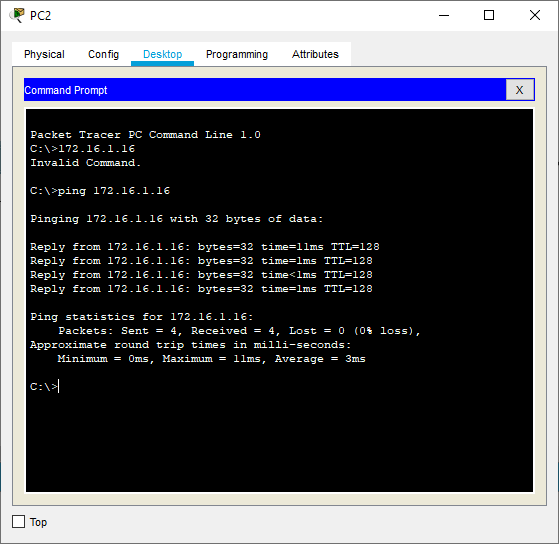 PC2
Physical Config Desktop Programming Attributes
Command Prompt X
Packet Tracer PC Command Line 1.0
C:\>172.16.1.16
Invalid Command.
C:\>ping 172.16.1.16
Pinging 172.16.1.16 with 32 bytes of data:
Reply from 172.16.1.16: bytes=32 time=11ms TTL=128
Reply from 172.16.1.16: bytes=32 time=1ms TTL=128
Reply from 172.16.1.16: bytes=32 time<1ms TTL=128
Reply from 172.16.1.16: bytes=32 time=1ms TTL=128
Ping statistics for 172.16.1.16:
Packets: Sent = 4, Received = 4, Lost = 0 (0% loss),
Approximate round trip times in milli-seconds:
Minimum = 0ms, Maximum = 11ms, Average = 3ms
C:\>
Top